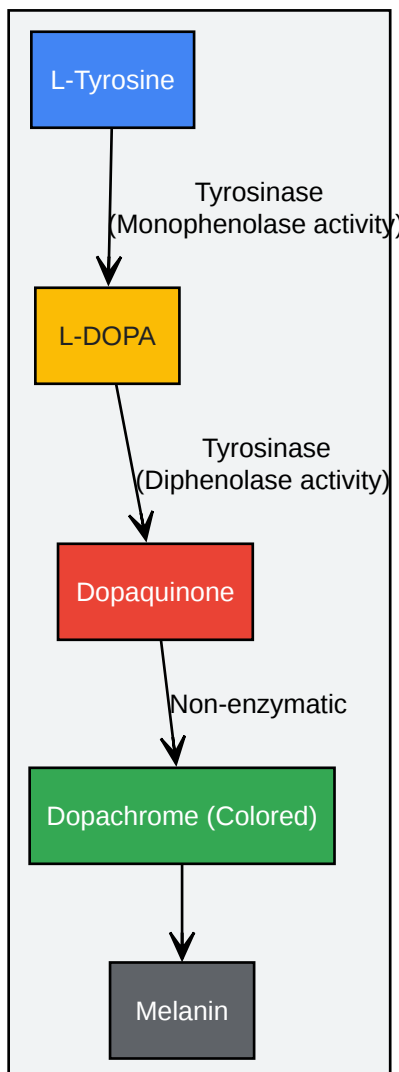 L-Tyrosine
Tyrosinase
(Monophenolase activity)
L-DOPA
Tyrosinase
(Diphenolase activity)
Dopaquinone
Non-enzymatic
Dopachrome (Colored)
Melanin